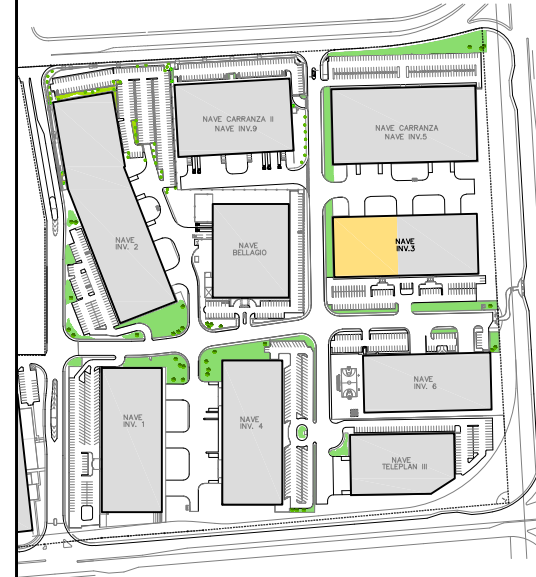 NAVE CARRANZA II
NAVE INV.9
NAVE CARRANZA
NAVE INV.5
NAVE
INV. 2
NAVE
BELLAGIO
NAVE
INV.3
NAVE
INV. 1
NAVE
INV. 4
NAVE
INV. 6
NAVE
TELEPLAN III